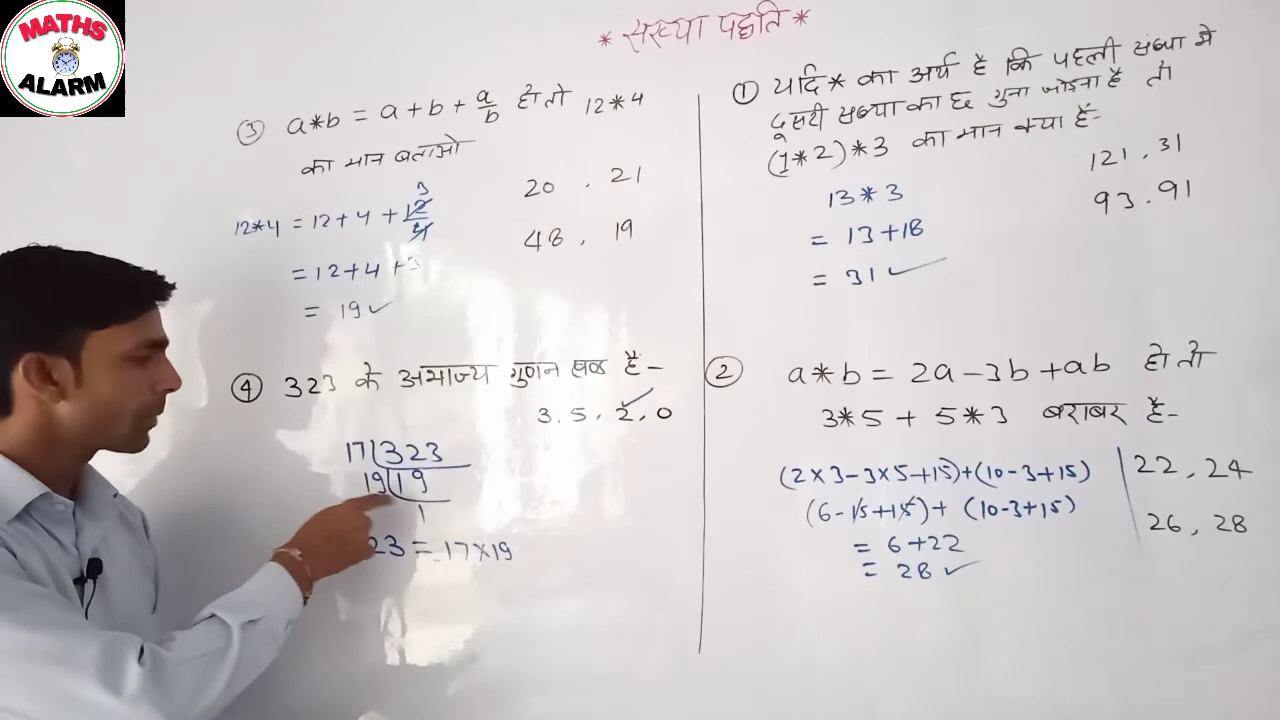 MATHS
ALARM
* संख्या पद्धति *
① यदि * का अर्थ है कि पहली संख्या मे
दूसरी संख्या का छ गुना जोड़ना है तो
(1*2)*3 का मान क्या है-
121, 31
93, 91
13*3
= 13+18
= 31 ✓
② a*b = 2a-3b+ab हो तो
3*5 + 5*3 बराबर है-
22, 24
26, 28
(2×3-3×5+15)+(10-3+15)
(6-15+15)+(10-3+15)
= 6+22
= 28 ✓
③ a*b = a+b+a/b हो तो 12*4
का मान बताओ
20, 21
48, 19
12*4 = 12+4+12/4 3
= 12+4+3
= 19 ✓
④ 323 के अभाज्य गुणन खण्ड है-
3, 5, 2 ✓, 0
17 323
19 19
1
23 = 17×19